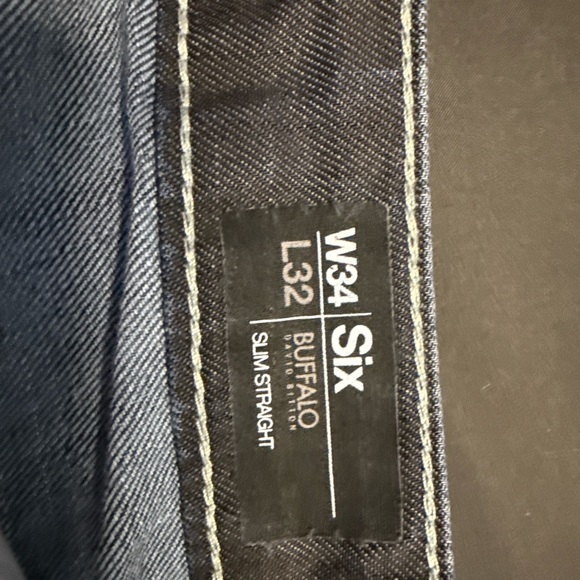 W34 Six
L32 BUFFALO
DAVID BITTON
SLIM STRAIGHT